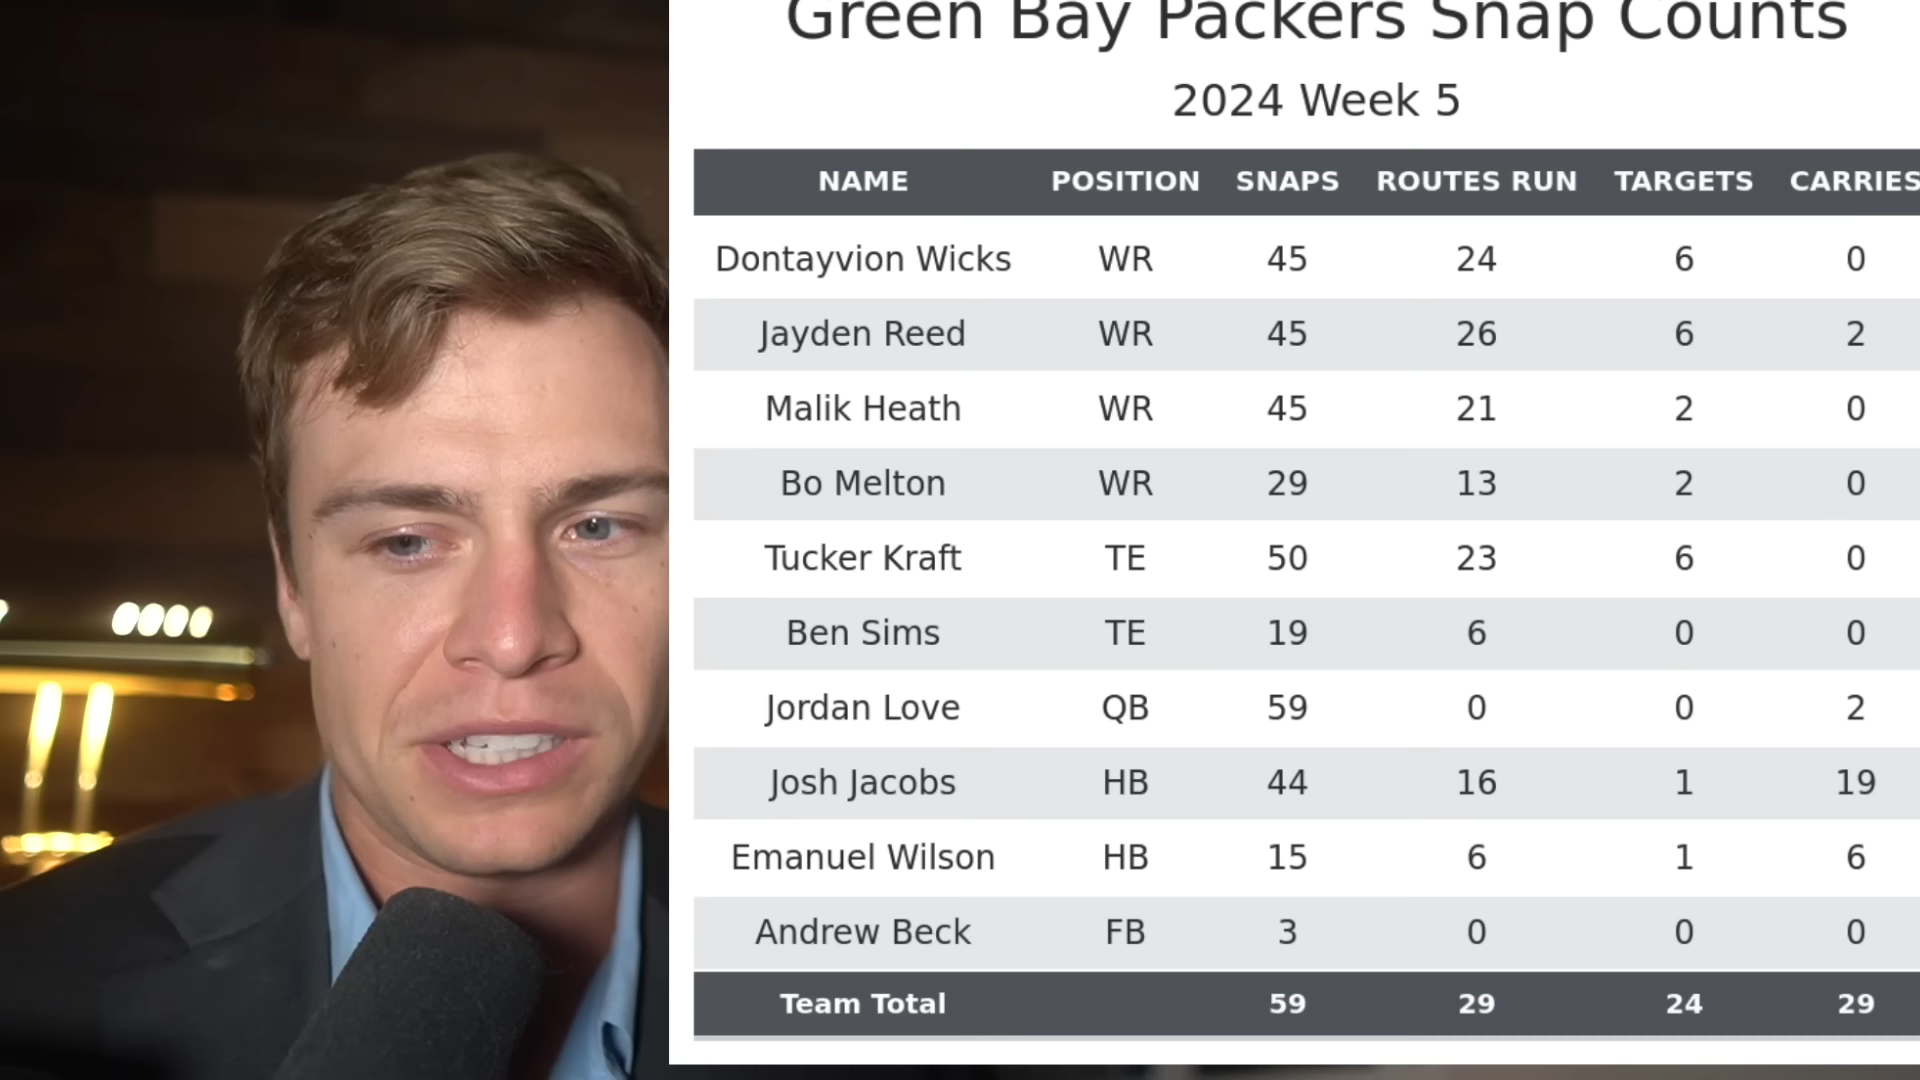 Green Bay Packers Snap Counts
2024 Week 5
NAME POSITION SNAPS ROUTES RUN TARGETS CARRIES
Dontayvion Wicks WR 45 24 6 0
Jayden Reed WR 45 26 6 2
Malik Heath WR 45 21 2 0
Bo Melton WR 29 13 2 0
Tucker Kraft TE 50 23 6 0
Ben Sims TE 19 6 0 0
Jordan Love QB 59 0 0 2
Josh Jacobs HB 44 16 1 19
Emanuel Wilson HB 15 6 1 6
Andrew Beck FB 3 0 0 0
Team Total 59 29 24 29